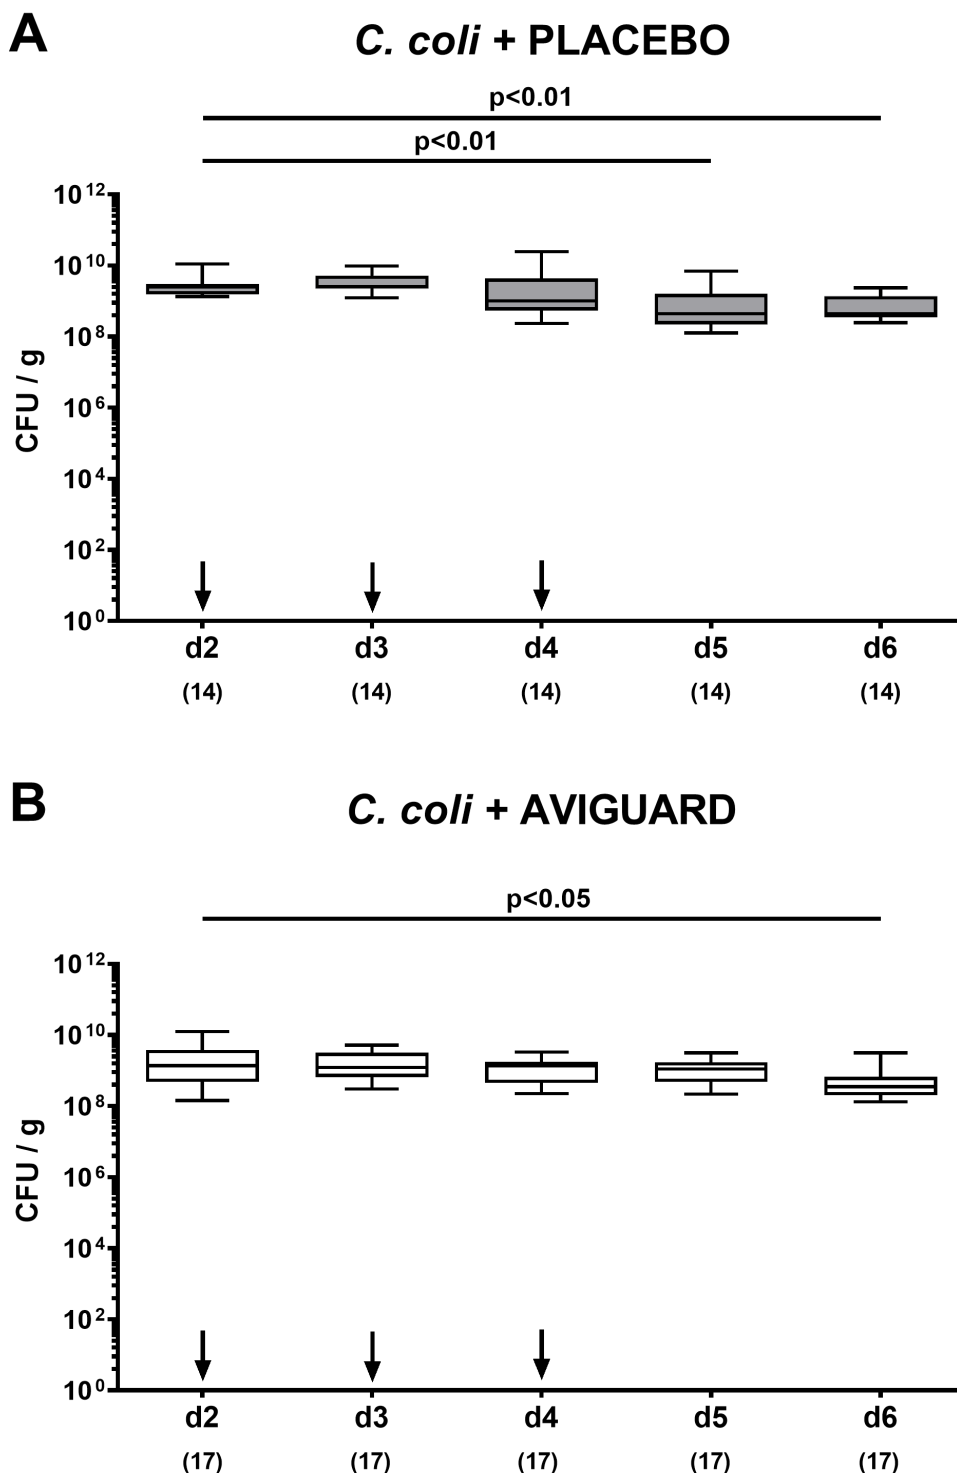 A
C. coli + PLACEBO
p<0.01
p<0.01
10^12
10^10
10^8
10^6
10^4
10^2
10^0
CFU / g
d2 d3 d4 d5 d6
(14) (14) (14) (14) (14)
B
C. coli + AVIGUARD
p<0.05
10^12
10^10
10^8
10^6
10^4
10^2
10^0
CFU / g
d2 d3 d4 d5 d6
(17) (17) (17) (17) (17)